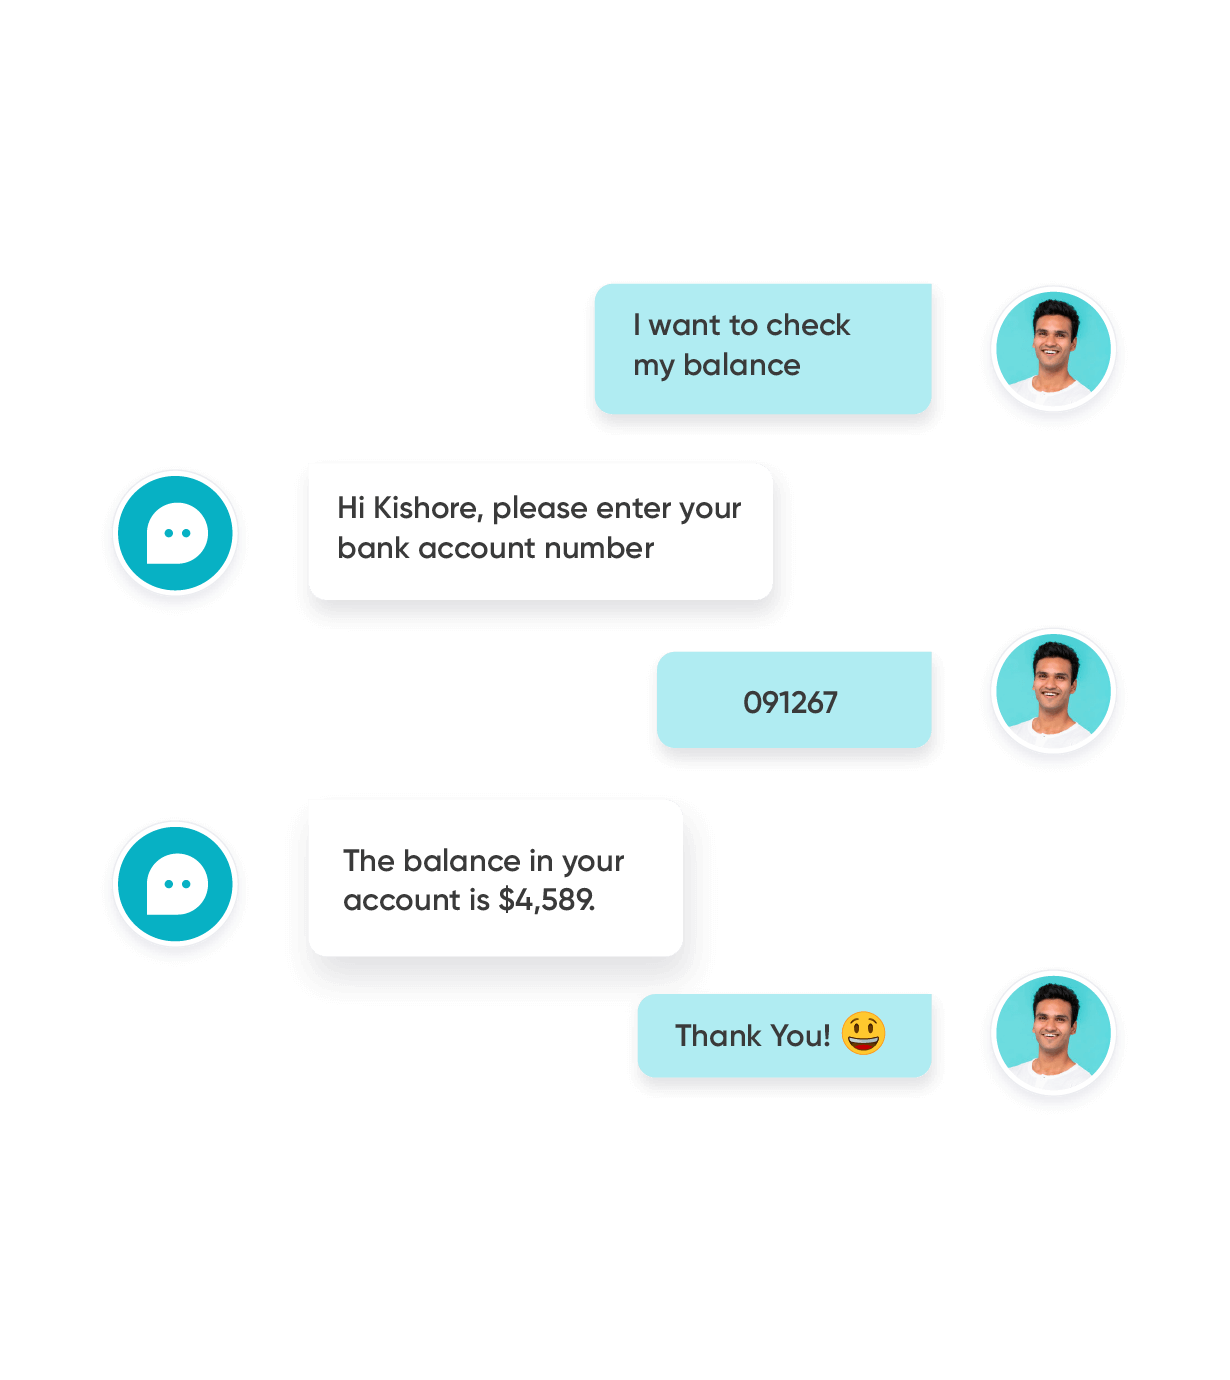 I want to check
my balance
Hi Kishore, please enter your
bank account number
091267
The balance in your
account is $4,589.
Thank You! 😃